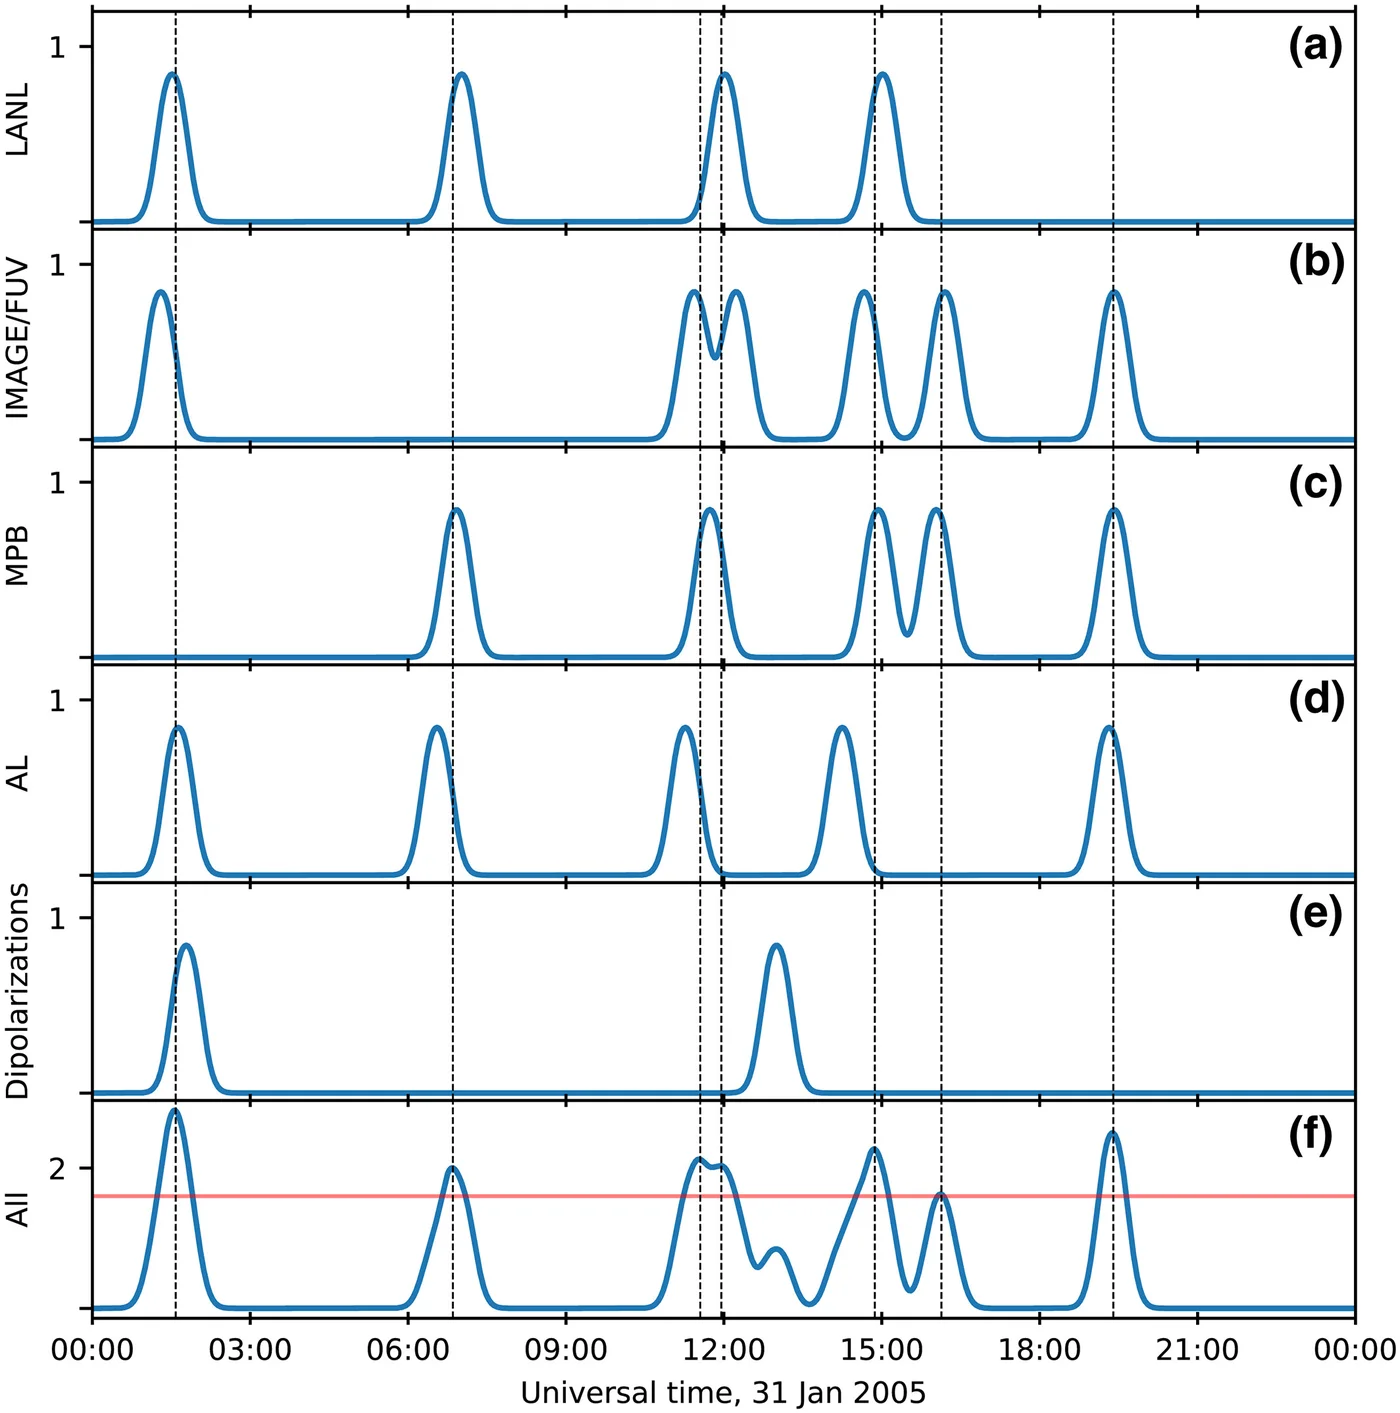 (a)
1
LANL
(b)
1
IMAGE/FUV
(c)
1
MPB
(d)
1
AL
(e)
1
Dipolarizations
(f)
2
All
00:00 03:00 06:00 09:00 12:00 15:00 18:00 21:00 00:00
Universal time, 31 Jan 2005